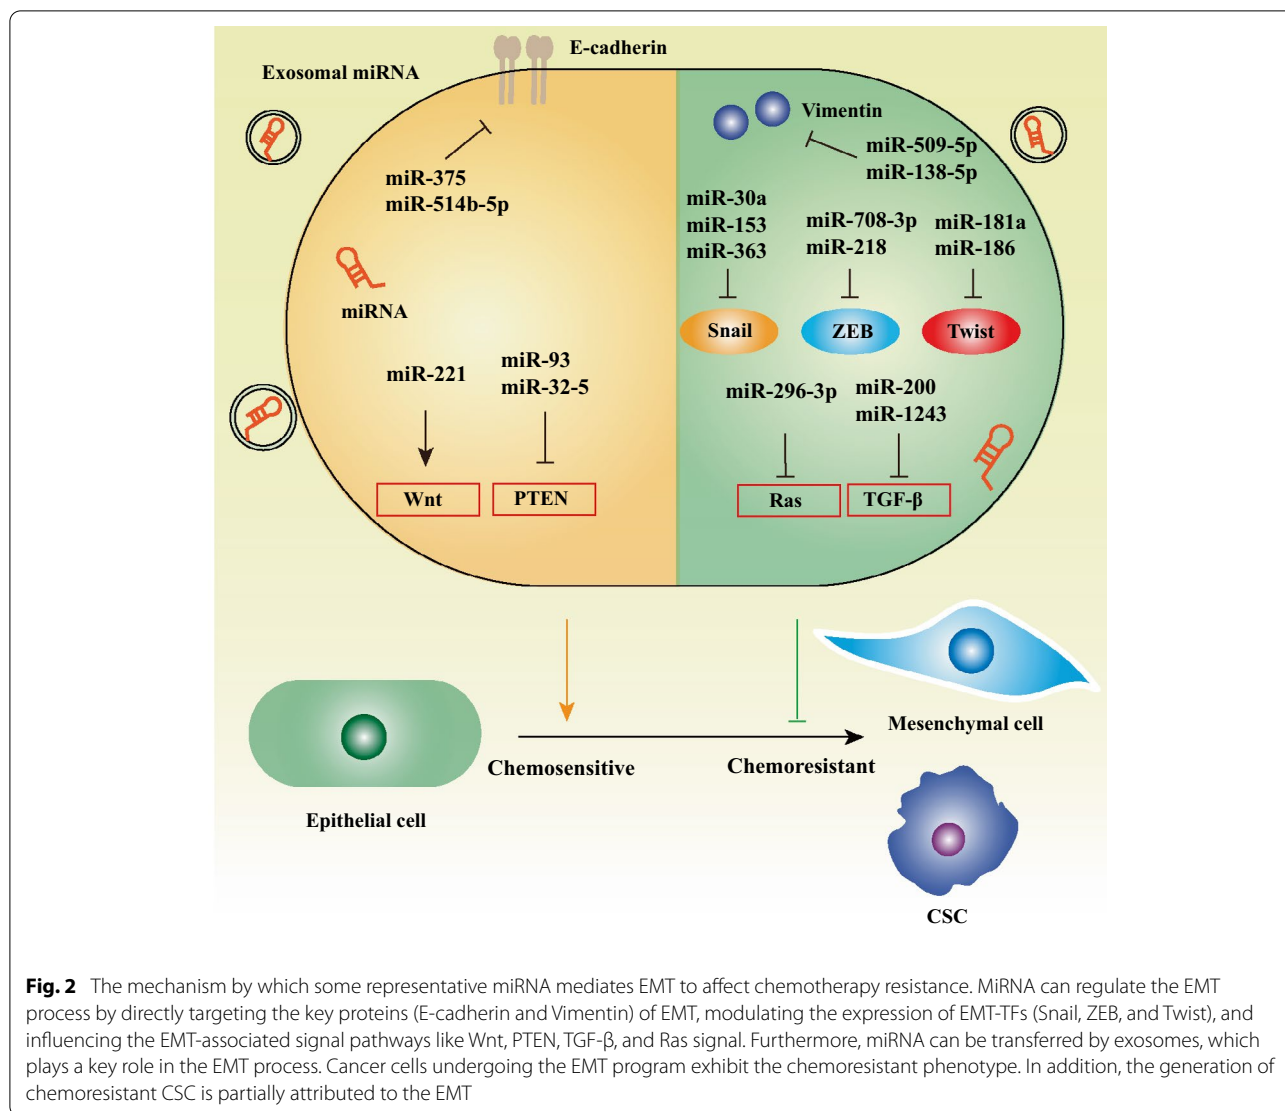 E-cadherin
Exosomal miRNA
miR-375
miR-514b-5p
miRNA
miR-221
miR-93
miR-32-5
Wnt
PTEN
Vimentin
miR-509-5p
miR-138-5p
miR-30a
miR-153
miR-363
miR-708-3p
miR-218
miR-181a
miR-186
Snail
ZEB
Twist
miR-296-3p
miR-200
miR-1243
Ras
TGF-β
Epithelial cell
Chemosensitive
Chemoresistant
Mesenchymal cell
CSC
Fig. 2 The mechanism by which some representative miRNA mediates EMT to affect chemotherapy resistance. MiRNA can regulate the EMT
process by directly targeting the key proteins (E-cadherin and Vimentin) of EMT, modulating the expression of EMT-TFs (Snail, ZEB, and Twist), and
influencing the EMT-associated signal pathways like Wnt, PTEN, TGF-β, and Ras signal. Furthermore, miRNA can be transferred by exosomes, which
plays a key role in the EMT process. Cancer cells undergoing the EMT program exhibit the chemoresistant phenotype. In addition, the generation of
chemoresistant CSC is partially attributed to the EMT